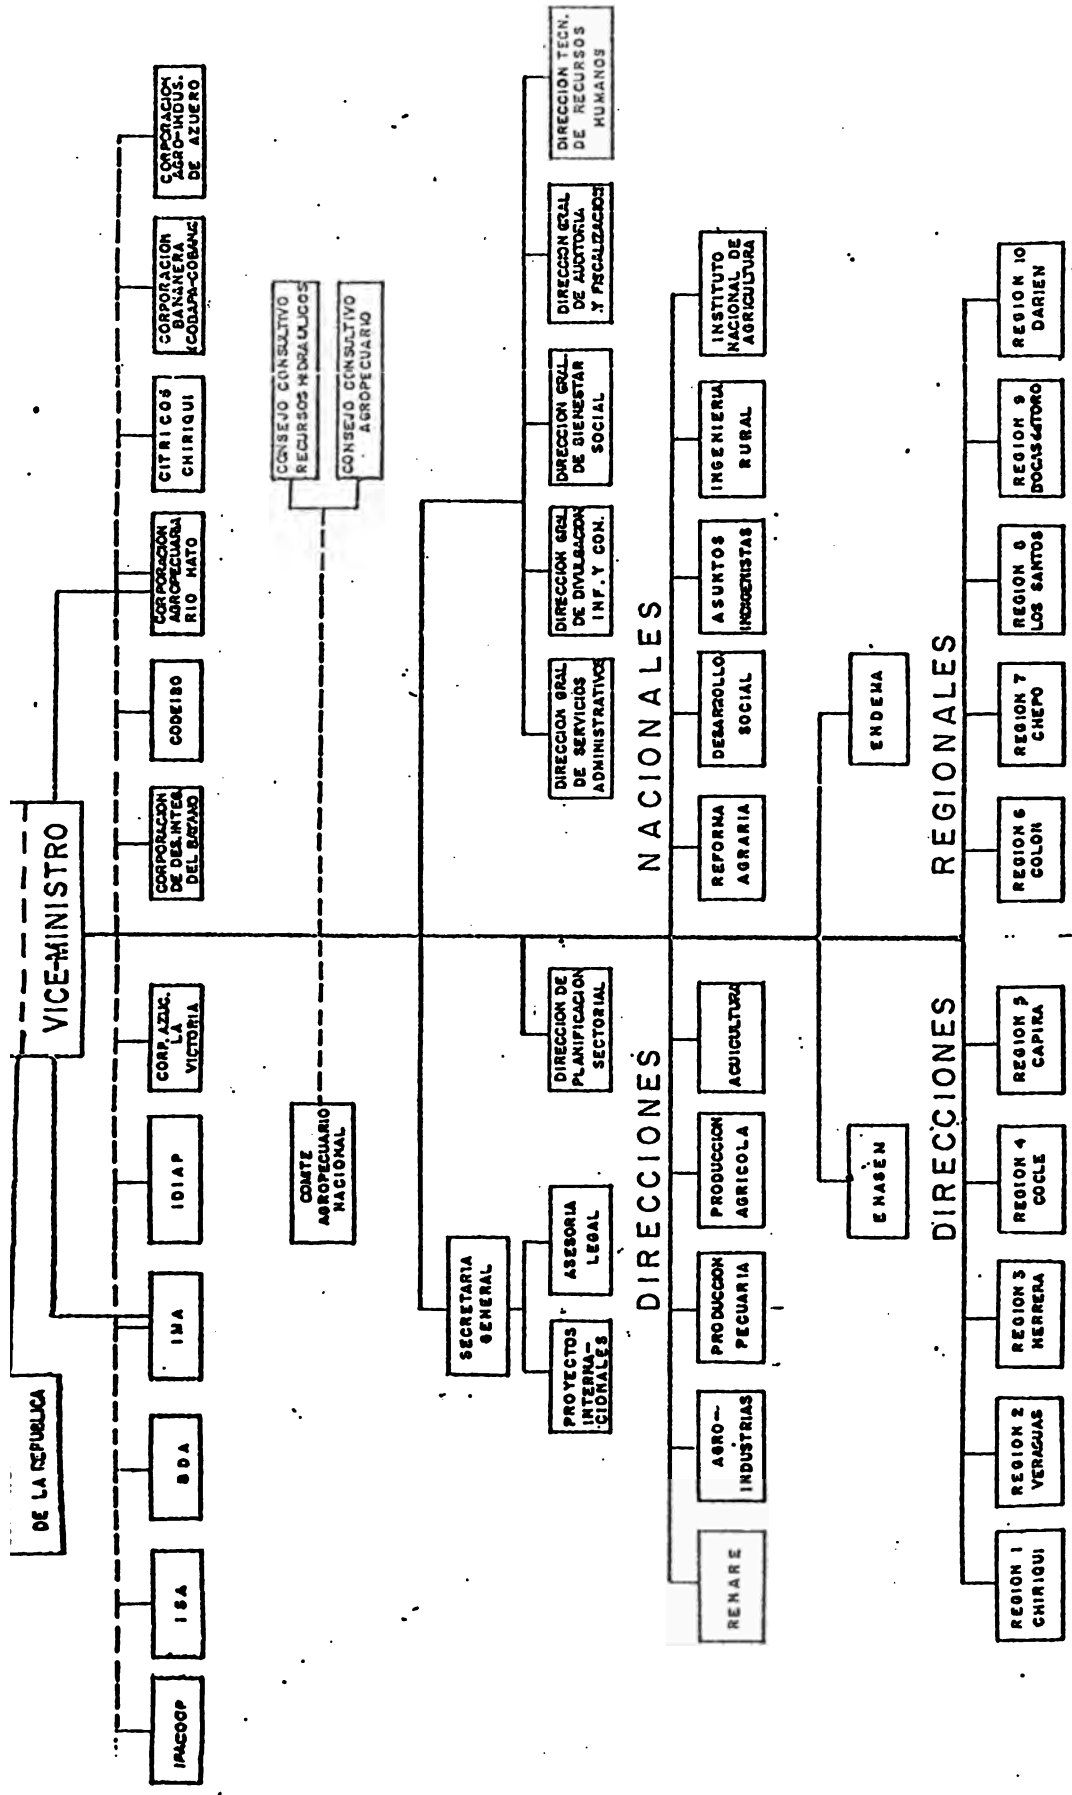 DE LA REPUBLICA
VICE-MINISTRO
IPACOOP
ISA
BDA
IMA
IDIAP
CORP. AZUC.
LA
VICTORIA
CORPORACION
DE DES. INTEG.
DEL BAYANO
CORPORACION
AGROPECUARIA
RIO HATO
CITRICOS
CHIRIQUI
CORPORACION
BANANERA
(COBAPA-COBANA)
CORPORACION
AGRO-INDUS.
DE AZUERO
COMITE
AGROPECUARIO
NACIONAL
CONSEJO CONSULTIVO
RECURSOS HIDRAULICOS
CONSEJO CONSULTIVO
AGROPECUARIO
SECRETARIA
GENERAL
PROYECTOS
INTERNA-
CIONALES
ASESORIA
LEGAL
DIRECCION DE
PLANIFICACION
SECTORIAL
DIRECCION GRAL
DE SERVICIOS
ADMINISTRATIVOS
DIRECCION GRAL
DE DIVULGACION
INF. Y CON.
DIRECCION GRAL.
DE BIENESTAR
SOCIAL
DIRECCION GRAL
DE AUDITORIA
Y FISCALIZACION
DIRECCION TECN.
DE RECURSOS
HUMANOS
DIRECCIONES NACIONALES
RENARE
AGRO-
INDUSTRIAS
PRODUCCION
PECUARIA
PRODUCCION
AGRICOLA
ACUICULTURA
REFORMA
AGRARIA
DESARROLLO
SOCIAL
ASUNTOS
INDIGENISTAS
INGENIERIA
RURAL
INSTITUTO
NACIONAL DE
AGRICULTURA
ENASEM
ENDEMA
DIRECCIONES REGIONALES
REGION 1
CHIRIQUI
REGION 2
VERAGUAS
REGION 3
HERRERA
REGION 4
COCLE
REGION 5
CAPIRA
REGION 6
COLON
REGION 7
CHEPO
REGION 8
LOS SANTOS
REGION 9
REGION 10
DARIEN